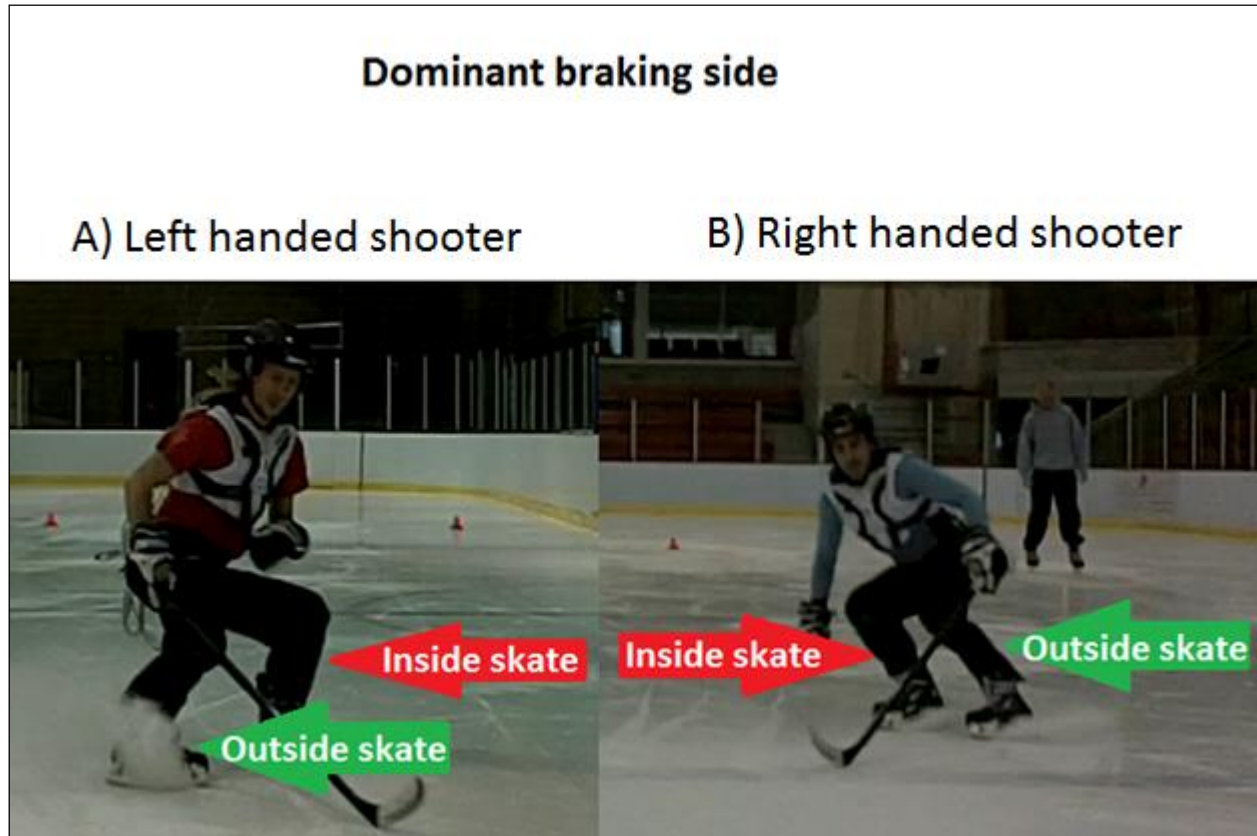 Dominant braking side
A) Left handed shooter
B) Right handed shooter
Inside skate
Outside skate
Inside skate
Outside skate